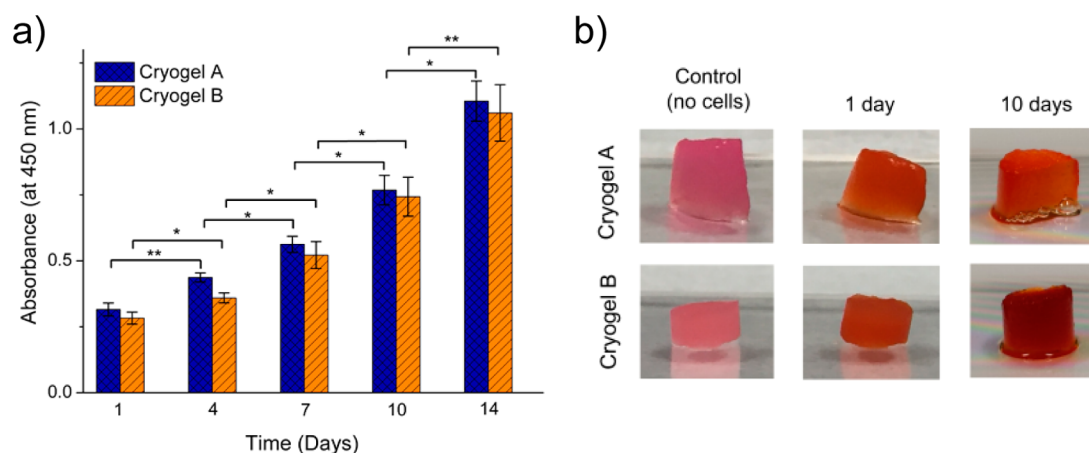 a)
Cryogel A
Cryogel B
**
*
*
*
*
*
*
**
1.0
0.5
0.0
Absorbance (at 450 nm)
1 4 7 10 14
Time (Days)
b)
Control
(no cells)
1 day
10 days
Cryogel A
Cryogel B